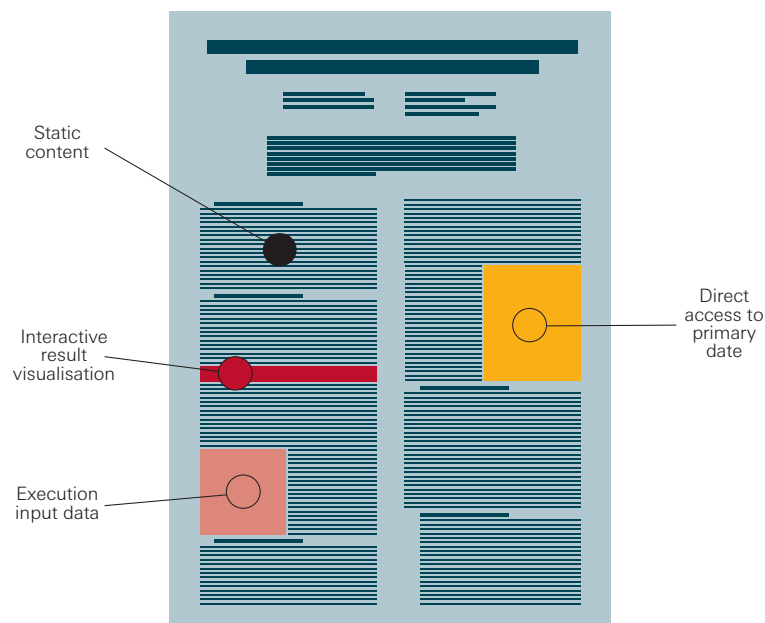 Static
content
Interactive
result
visualisation
Execution
input data
Direct
access to
primary
date